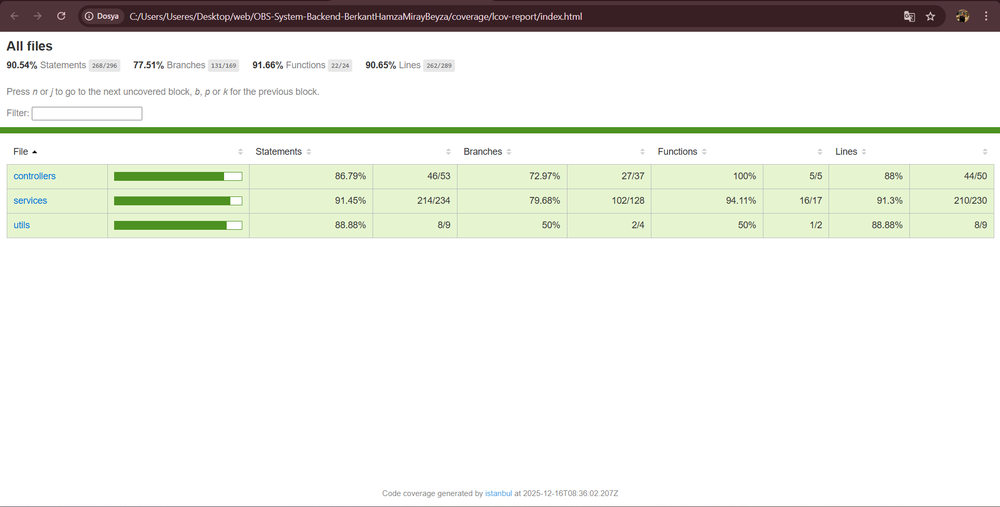 Dosya C:/Users/Useres/Desktop/web/OBS-System-Backend-BerkantHamzaMirayBeyza/coverage/lcov-report/index.html
All files
90.54% Statements 268/296 77.51% Branches 131/169 91.66% Functions 22/24 90.65% Lines 262/289
Press n or j to go to the next uncovered block, b, p or k for the previous block.
Filter:
File Statements Branches Functions Lines
controllers 86.79% 46/53 72.97% 27/37 100% 5/5 88% 44/50
services 91.45% 214/234 79.68% 102/128 94.11% 16/17 91.3% 210/230
utils 88.88% 8/9 50% 2/4 50% 1/2 88.88% 8/9
Code coverage generated by istanbul at 2025-12-16T08:36:02.207Z